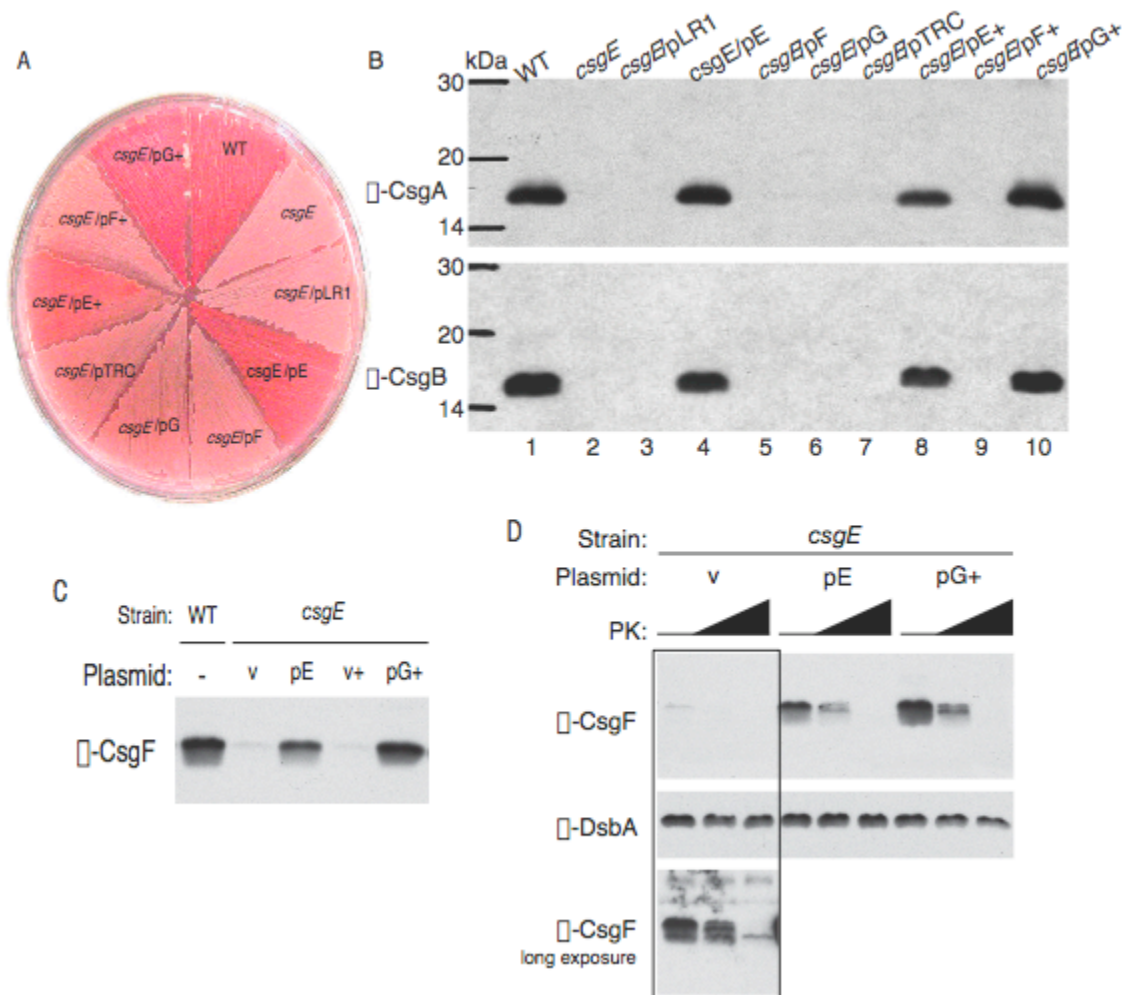 A
csgE/pG+
WT
csgE/pF+
csgE
csgE/pE+
csgE/pLR1
csgE/pTRC
csgE/pE
csgE/pG
csgE/pF
B
kDa WT csgE csgE/pLR1 csgE/pE csgE/pF csgE/pG csgE/pTRC csgE/pE+ csgE/pF+ csgE/pG+
30
20
▯-CsgA
14
30
20
▯-CsgB
14
1 2 3 4 5 6 7 8 9 10
C
Strain: WT csgE
Plasmid: - v pE v+ pG+
▯-CsgF
D
Strain: csgE
Plasmid: v pE pG+
PK:
▯-CsgF
▯-DsbA
▯-CsgF
long exposure